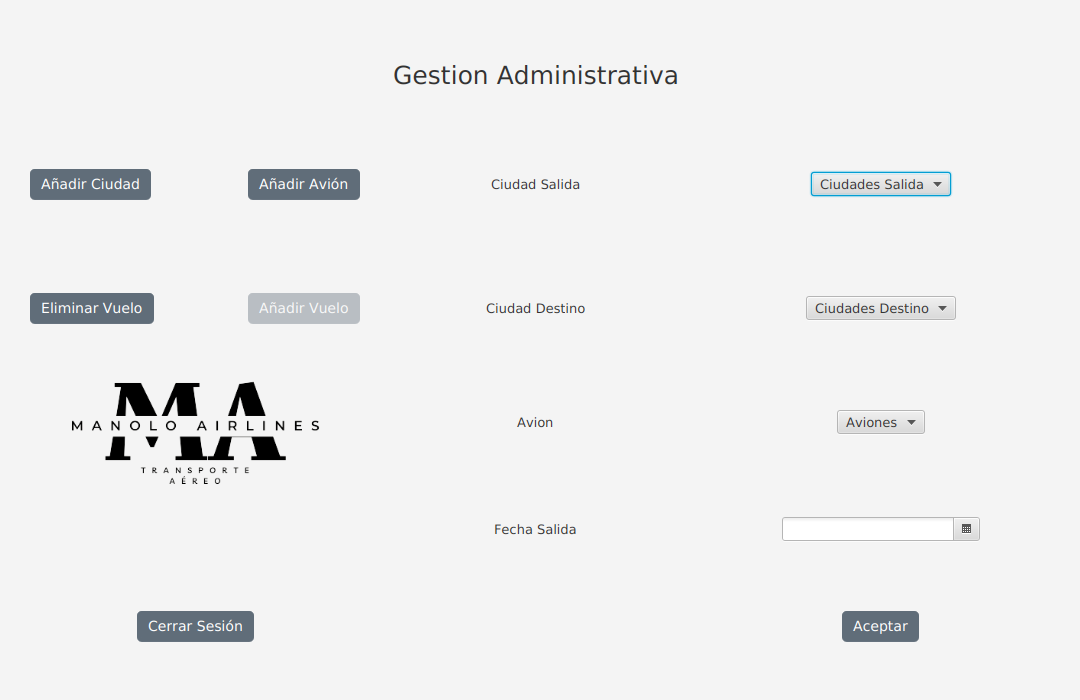 Gestion Administrativa
Añadir Ciudad
Añadir Avión
Ciudad Salida
Ciudades Salida
Eliminar Vuelo
Añadir Vuelo
Ciudad Destino
Ciudades Destino
MA
MANOLO AIRLINES
TRANSPORTE
AÉREO
Avion
Aviones
Fecha Salida
Cerrar Sesión
Aceptar